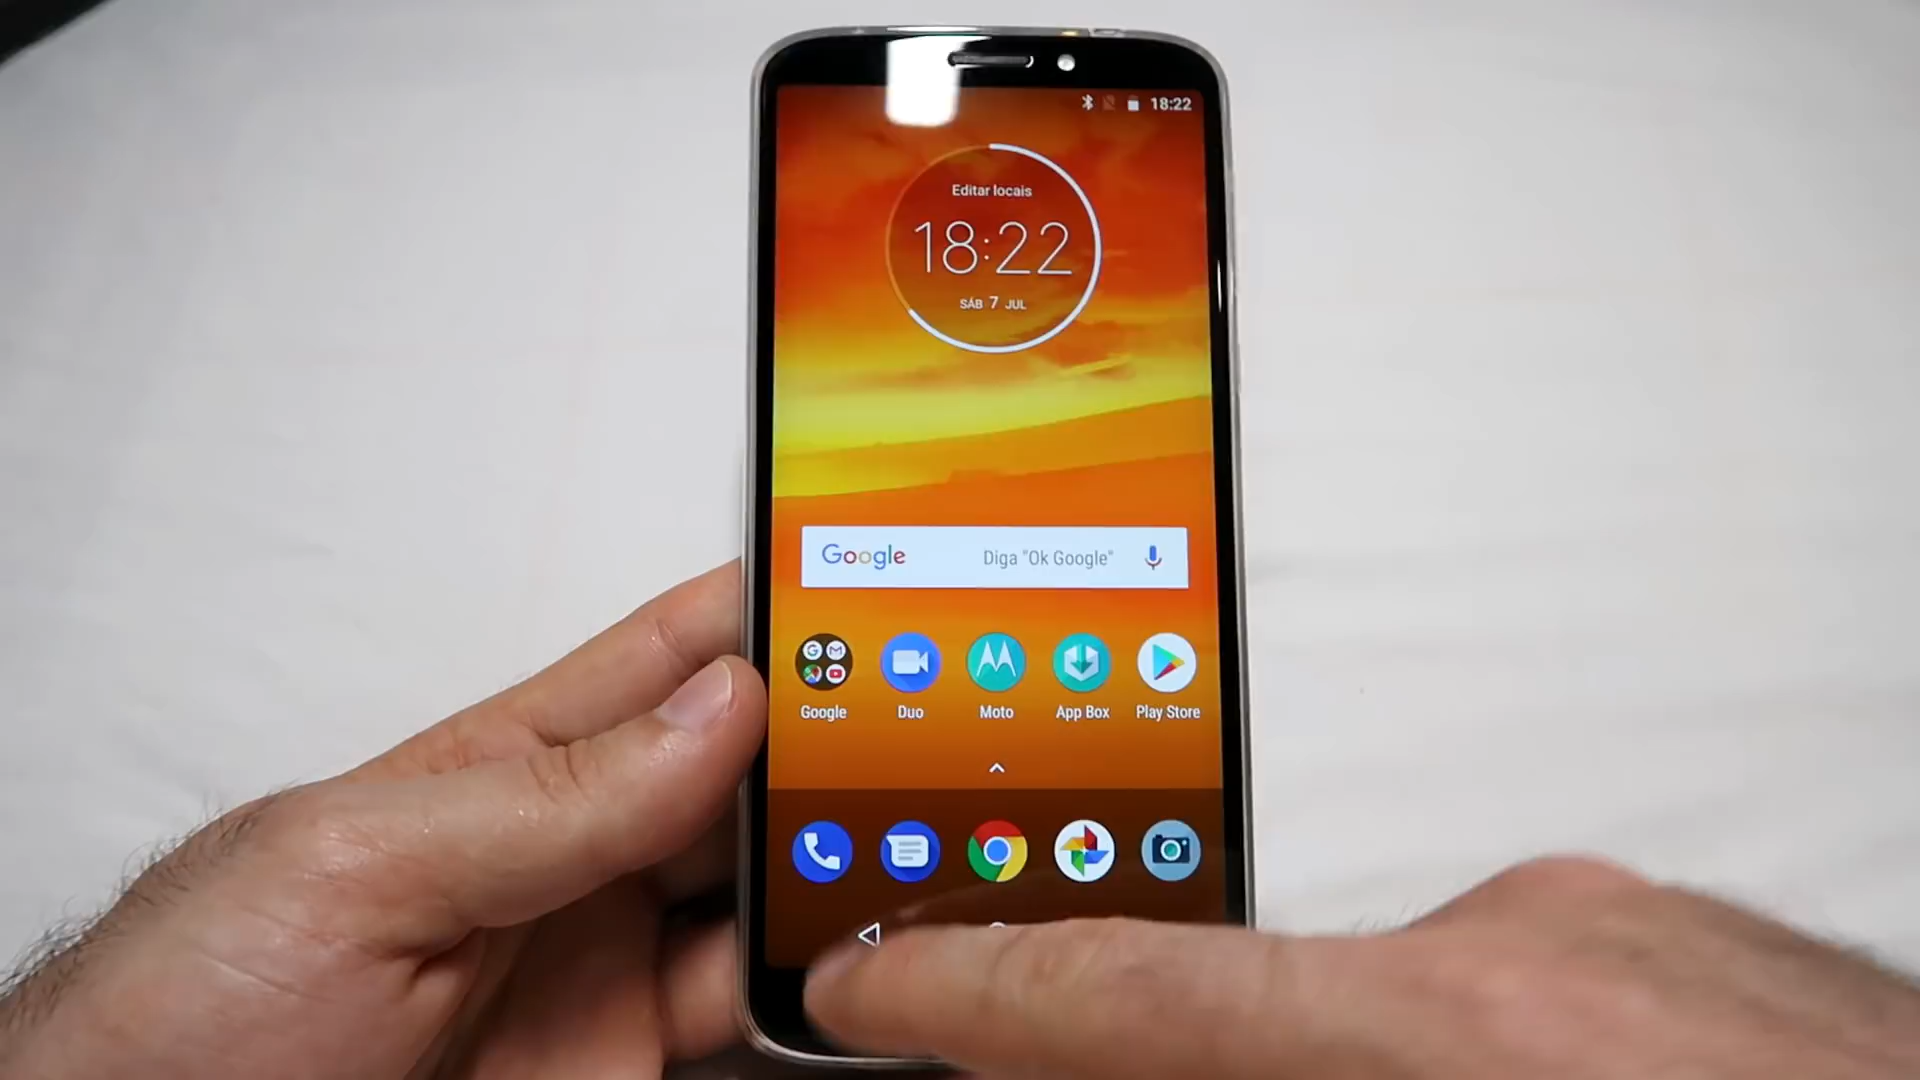 18:22
Editar locais
18:22
SÁB 7 JUL
Google Diga "Ok Google"
Google Duo Moto App Box Play Store